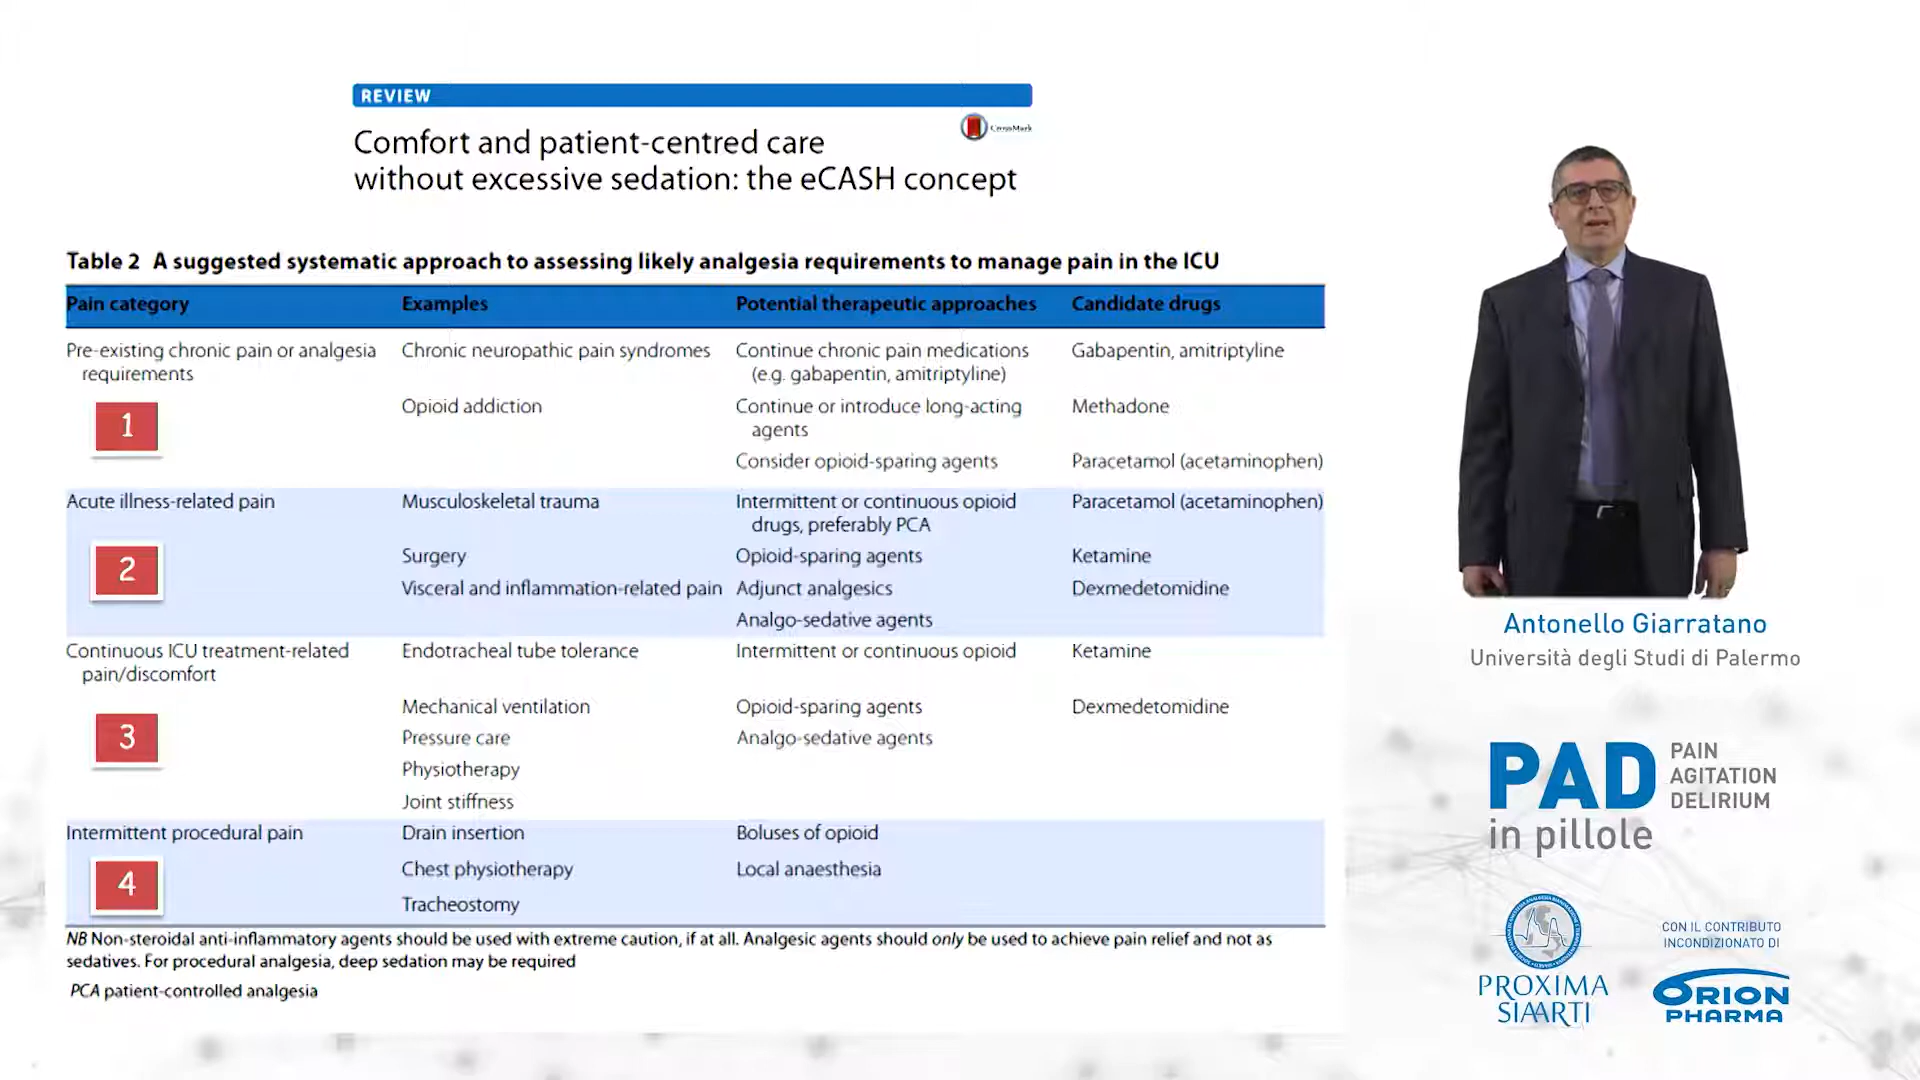 REVIEW
CrossMark
Comfort and patient-centred care
without excessive sedation: the eCASH concept
Table 2 A suggested systematic approach to assessing likely analgesia requirements to manage pain in the ICU
Pain category Examples Potential therapeutic approaches Candidate drugs
Pre-existing chronic pain or analgesia Chronic neuropathic pain syndromes Continue chronic pain medications Gabapentin, amitriptyline
requirements (e.g. gabapentin, amitriptyline)
1 Opioid addiction Continue or introduce long-acting Methadone
agents
Consider opioid-sparing agents Paracetamol (acetaminophen)
Acute illness-related pain Musculoskeletal trauma Intermittent or continuous opioid Paracetamol (acetaminophen)
drugs, preferably PCA
2 Surgery Opioid-sparing agents Ketamine
Visceral and inflammation-related pain Adjunct analgesics Dexmedetomidine
Analgo-sedative agents
Continuous ICU treatment-related Endotracheal tube tolerance Intermittent or continuous opioid Ketamine
pain/discomfort
Mechanical ventilation Opioid-sparing agents Dexmedetomidine
3 Pressure care Analgo-sedative agents
Physiotherapy
Joint stiffness
Intermittent procedural pain Drain insertion Boluses of opioid
4 Chest physiotherapy Local anaesthesia
Tracheostomy
NB Non-steroidal anti-inflammatory agents should be used with extreme caution, if at all. Analgesic agents should only be used to achieve pain relief and not as
sedatives. For procedural analgesia, deep sedation may be required
PCA patient-controlled analgesia
Antonello Giarratano
Università degli Studi di Palermo
PAD PAIN
AGITATION
DELIRIUM
in pillole
PROXIMA
SIAARTI
CON IL CONTRIBUTO
INCONDIZIONATO DI
ORION
PHARMA